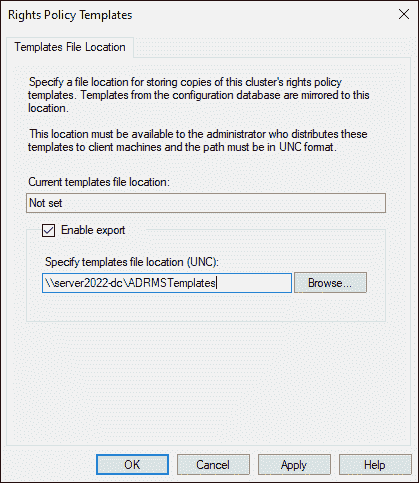 Rights Policy Templates
Templates File Location
Specify a file location for storing copies of this cluster's rights policy
templates. Templates from the configuration database are mirrored to this
location.
This location must be available to the administrator who distributes these
templates to client machines and the path must be in UNC format.
Current templates file location:
Not set
Enable export
Specify templates file location (UNC):
\\server2022-dc\ADRMSTemplates
Browse...
OK
Cancel
Apply
Help